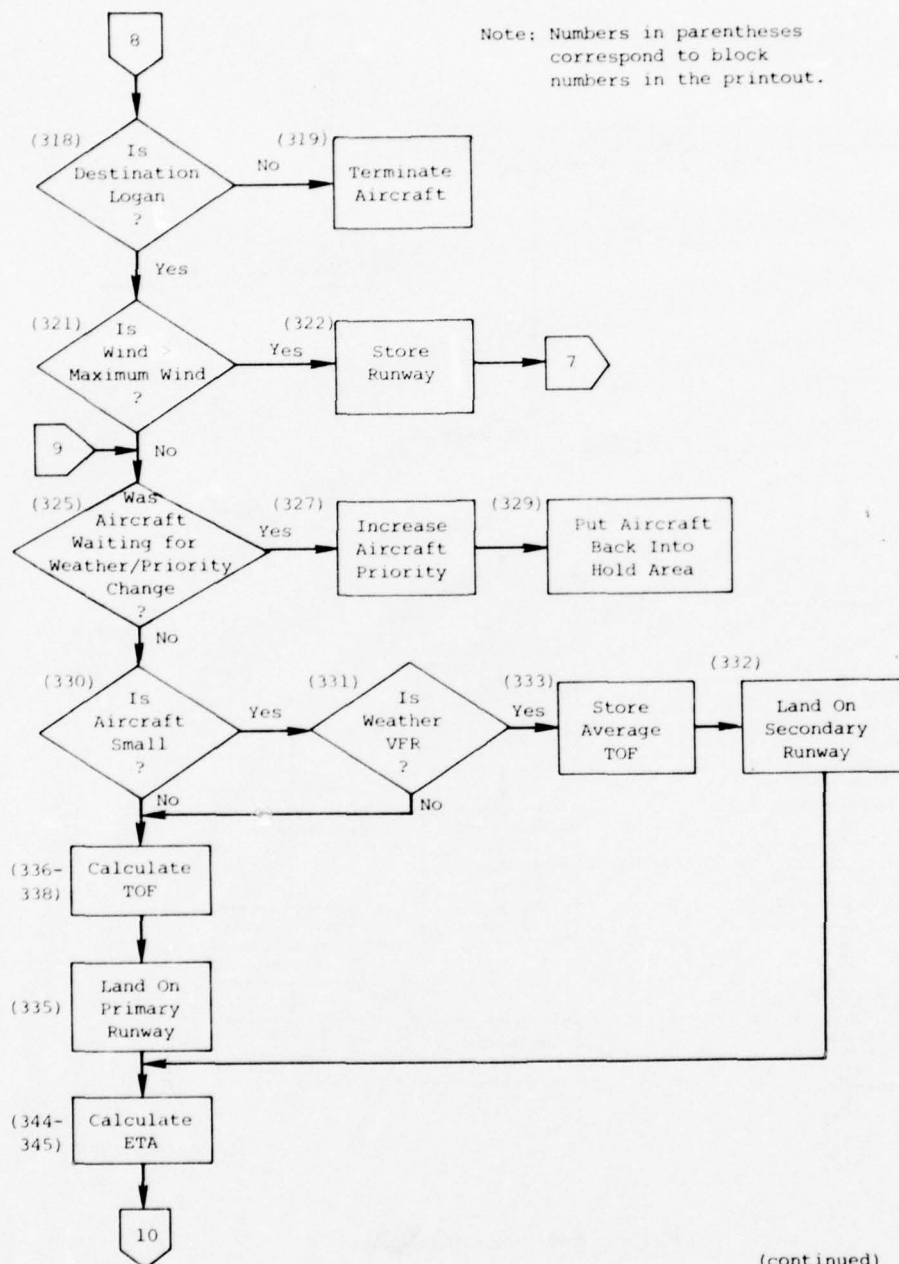 8
Note: Numbers in parentheses
correspond to block
numbers in the printout.
(318)
Is
Destination
Logan
?
No
(319)
Terminate
Aircraft
Yes
(321)
Is
Wind >
Maximum Wind
?
Yes
(322)
Store
Runway
7
9
No
(325)
Was
Aircraft
Waiting for
Weather/Priority
Change
?
Yes
(327)
Increase
Aircraft
Priority
(329)
Put Aircraft
Back Into
Hold Area
No
(330)
Is
Aircraft
Small
?
Yes
(331)
Is
Weather
VFR
?
Yes
(333)
Store
Average
TOF
(332)
Land On
Secondary
Runway
No
No
(336-
338)
Calculate
TOF
(335)
Land On
Primary
Runway
(344-
345)
Calculate
ETA
10
(continued)